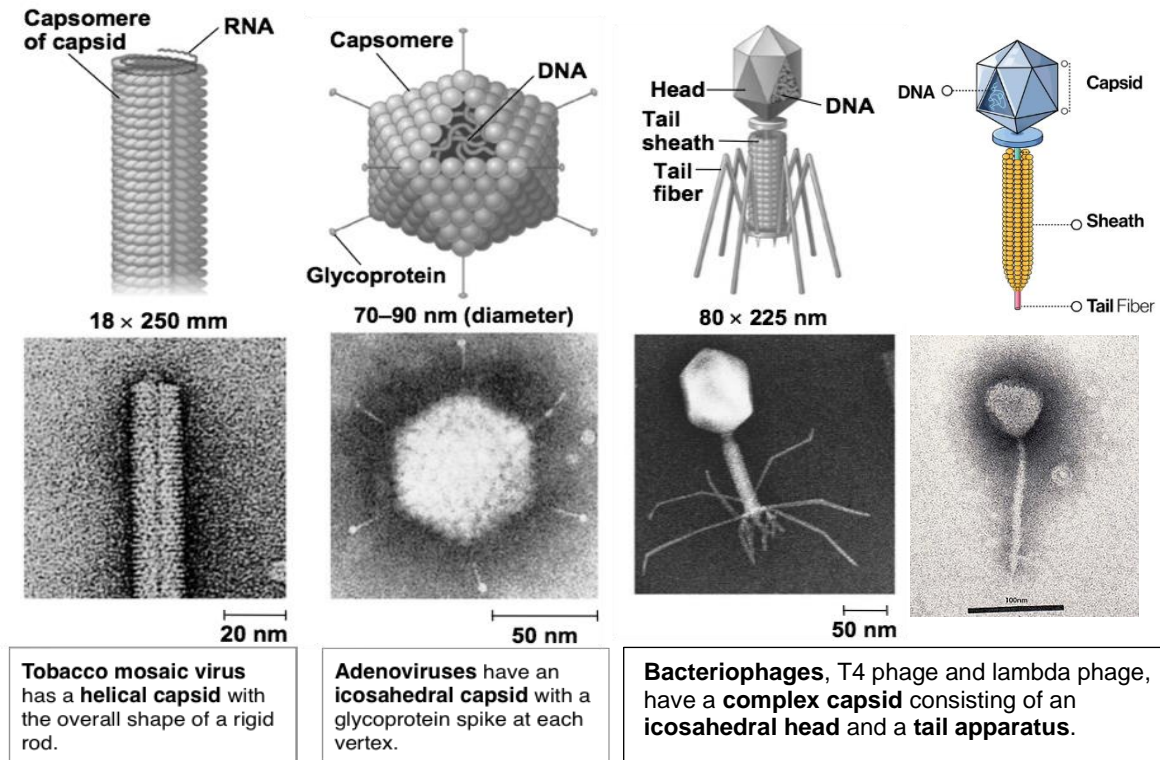 Capsomere
of capsid
RNA
18 × 250 mm
20 nm
Tobacco mosaic virus
has a helical capsid with
the overall shape of a rigid
rod.
Capsomere
DNA
Glycoprotein
70–90 nm (diameter)
50 nm
Adenoviruses have an
icosahedral capsid with a
glycoprotein spike at each
vertex.
Head
DNA
Tail
sheath
Tail
fiber
80 × 225 nm
50 nm
DNA
Capsid
Sheath
Tail Fiber
100nm
Bacteriophages, T4 phage and lambda phage,
have a complex capsid consisting of an
icosahedral head and a tail apparatus.